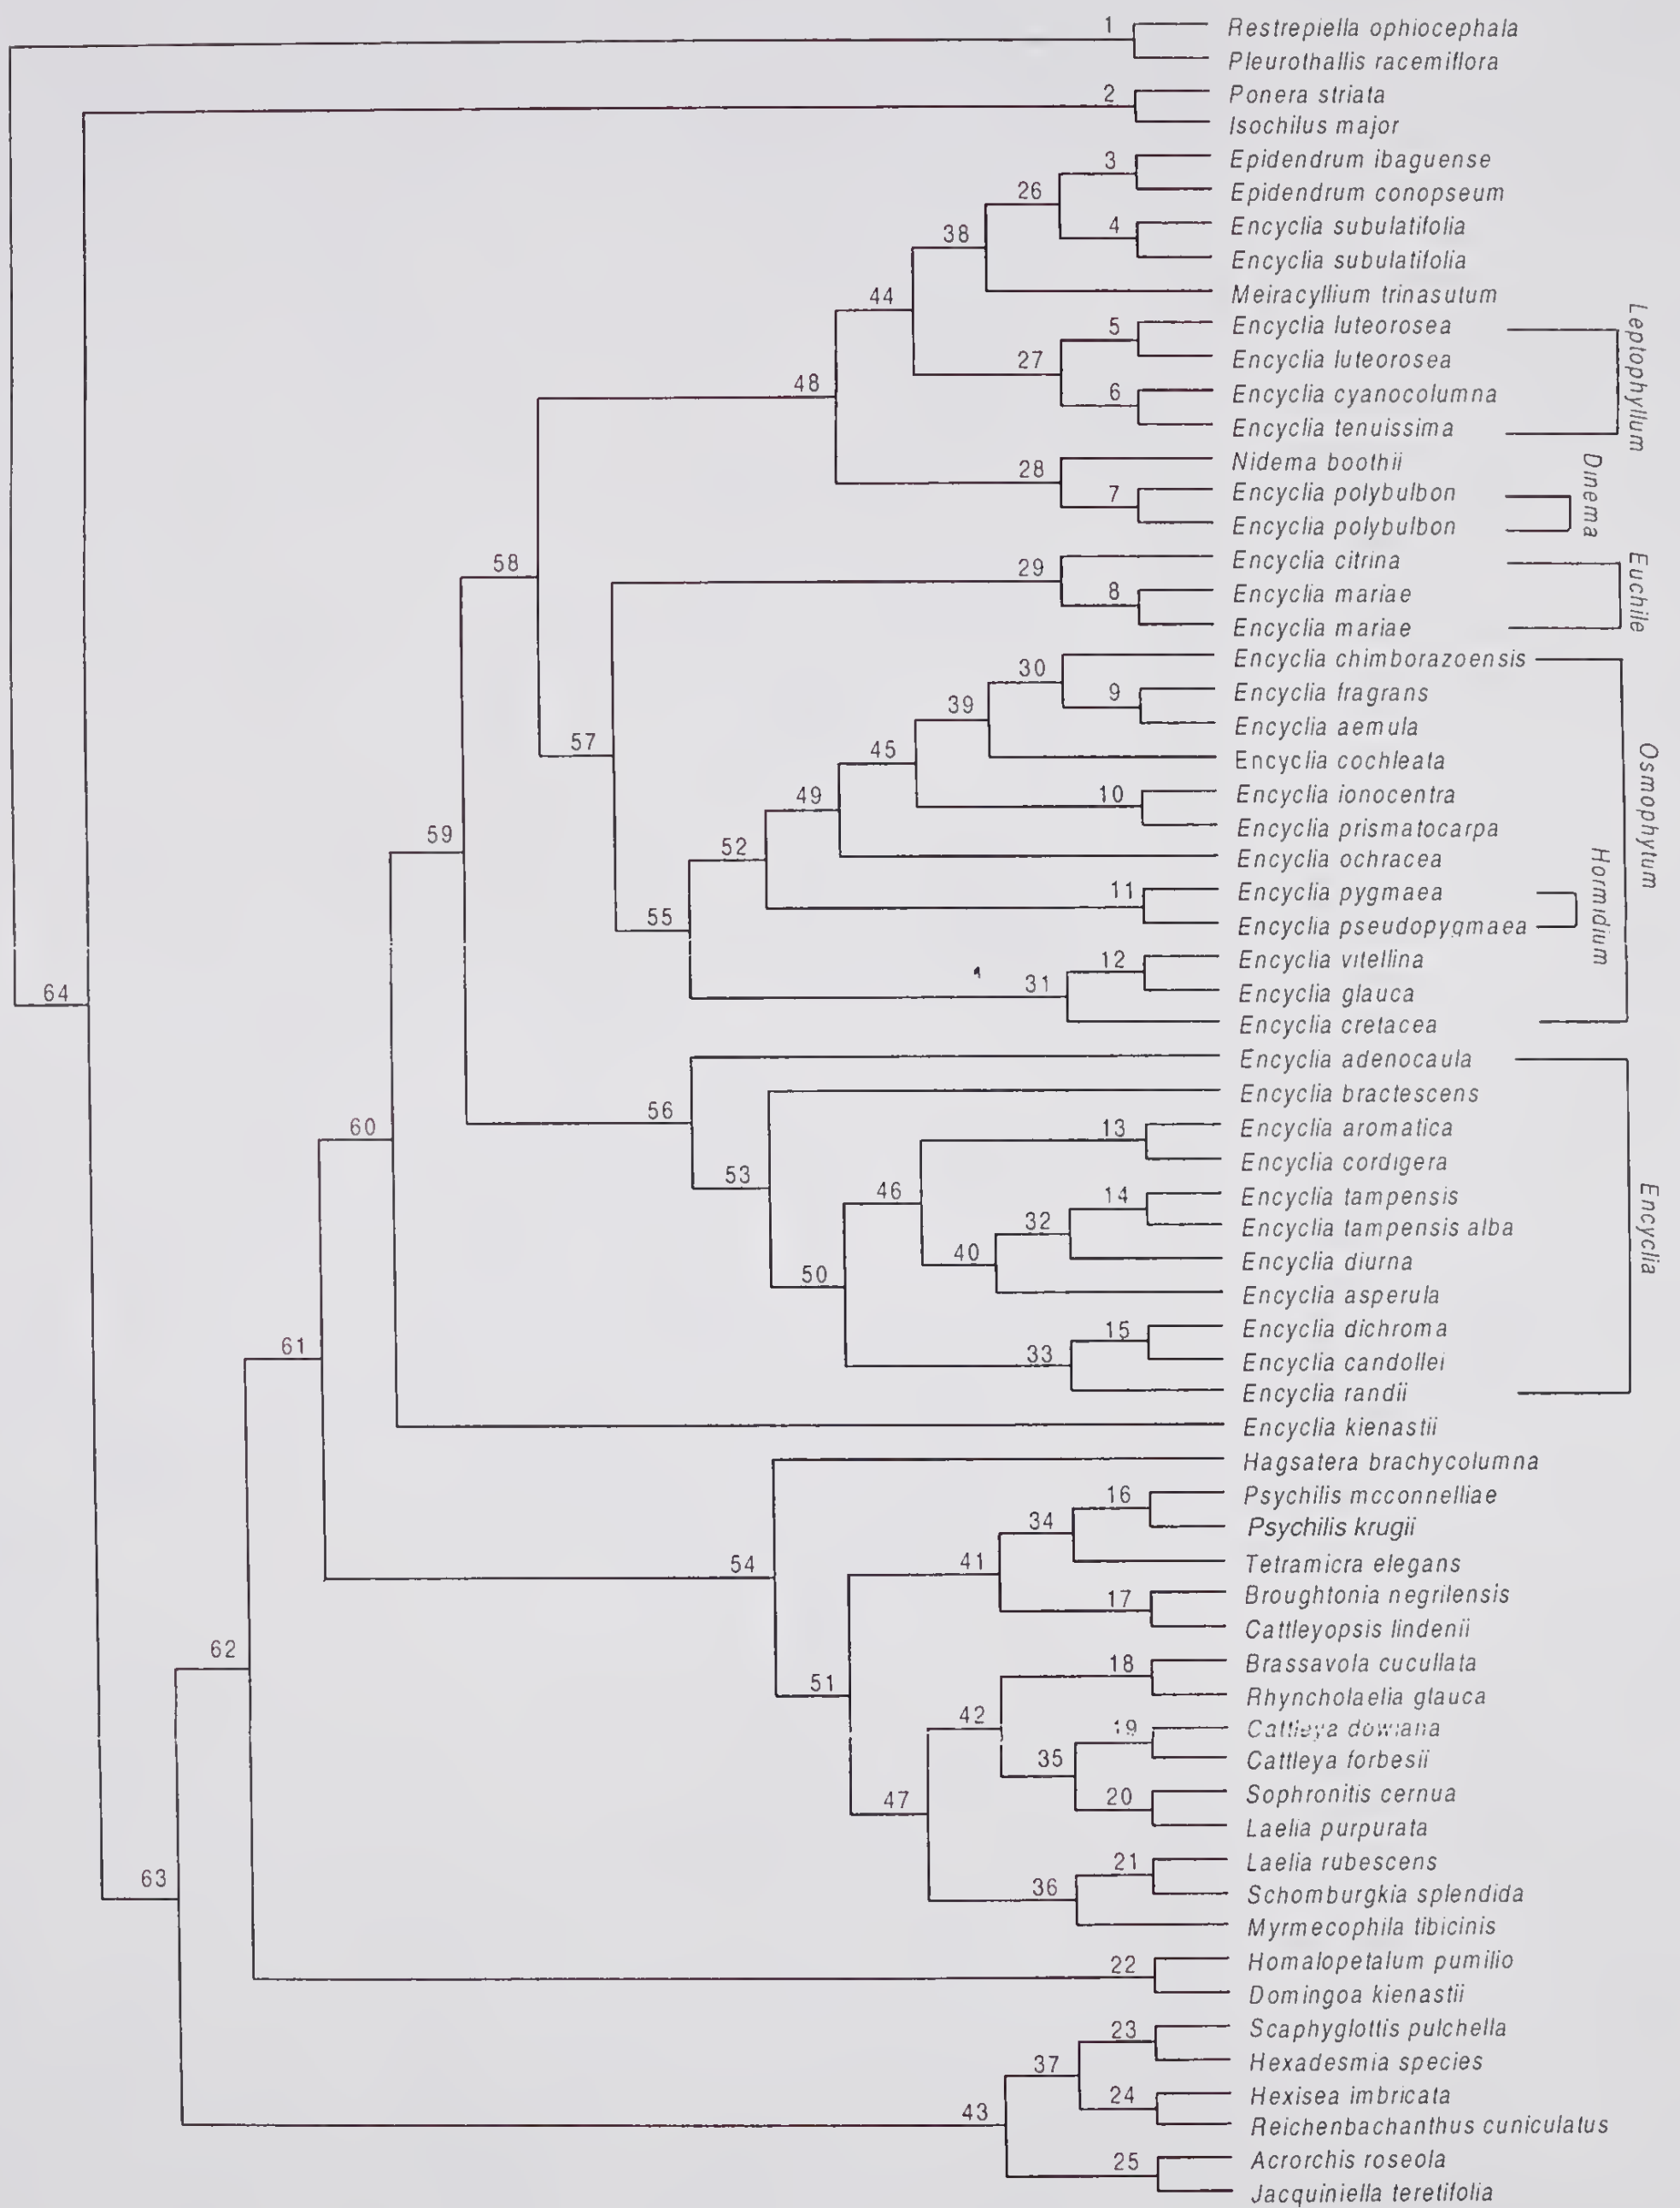 1 Restrepiella ophiocephala
Pleurothallis racemiflora
2 Ponera striata
Isochilus major
3 Epidendrum ibaguense
26 Epidendrum conopseum
4 Encyclia subulatifolia
38 Encyclia subulatifolia
44 Meiracyllium trinasutum
5 Encyclia luteorosea
27 Encyclia luteorosea
48 6 Encyclia cyanocolumna
Encyclia tenuissima
Leptophyllum
28 Nidema boothii
7 Encyclia polybulbon
Encyclia polybulbon
Dinema
58 29 Encyclia citrina
8 Encyclia mariae
Encyclia mariae
Euchile
30 Encyclia chimborazoensis
9 Encyclia fragrans
39 Encyclia aemula
57 45 Encyclia cochleata
49 10 Encyclia ionocentra
Encyclia prismatocarpa
59 52 Encyclia ochracea
11 Encyclia pygmaea
55 Encyclia pseudopygmaea
Osmophytum
Hormidium
12 Encyclia vitellina
64 31 Encyclia glauca
Encyclia cretacea
Encyclia adenocaula
56 Encyclia bractescens
60 13 Encyclia aromatica
53 Encyclia cordigera
46 14 Encyclia tampensis
32 Encyclia tampensis alba
40 Encyclia diurna
50 Encyclia asperula
15 Encyclia dichroma
61 33 Encyclia candollei
Encyclia randii
Encyclia
Encyclia kienastii
Hagsatera brachycolumna
16 Psychilis mcconnelliae
34 Psychilis krugii
54 41 Tetramicra elegans
17 Broughtonia negrilensis
Cattleyopsis lindenii
62 18 Brassavola cucullata
51 Rhyncholaelia glauca
42 19 Cattleya dowiana
35 Cattleya forbesii
47 20 Sophronitis cernua
Laelia purpurata
21 Laelia rubescens
63 36 Schomburgkia splendida
Myrmecophila tibicinis
22 Homalopetalum pumilio
Domingoa kienastii
23 Scaphyglottis pulchella
37 Hexadesmia species
24 Hexisea imbricata
43 Reichenbachanthus cuniculatus
25 Acrorchis roseola
Jacquiniella teretifolia